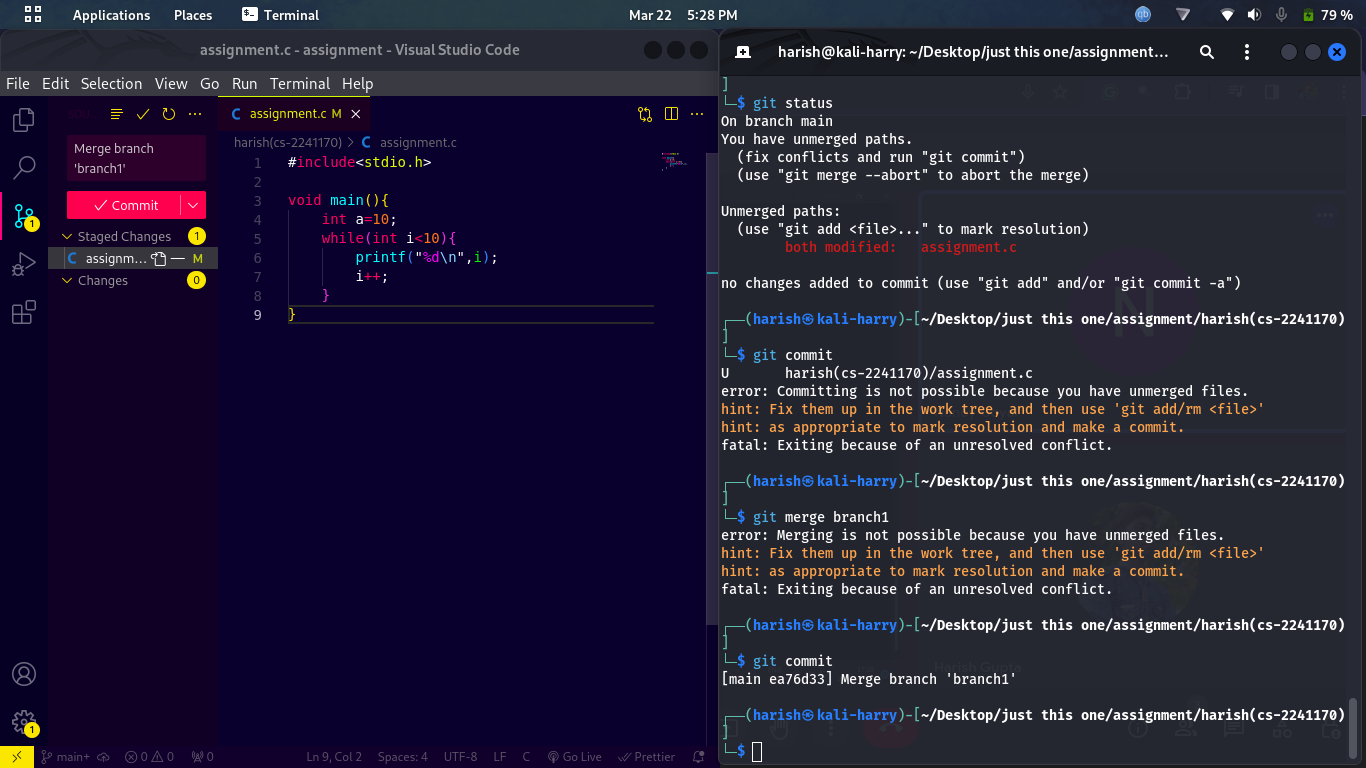 Applications Places Terminal Mar 22 5:28 PM qb 79 %
assignment.c - assignment - Visual Studio Code
File Edit Selection View Go Run Terminal Help
assignment.c M
Merge branch
'branch1'
Commit
Staged Changes 1
assignm... M
Changes 0
1
1
harish(cs-2241170) > C assignment.c
1 #include<stdio.h>
2
3 void main(){
4 int a=10;
5 while(int i<10){
6 printf("%d\n",i);
7 i++;
8 }
9 }
main+ 0 0 0 Ln 9, Col 2 Spaces: 4 UTF-8 LF C Go Live Prettier
harish@kali-harry: ~/Desktop/just this one/assignment...
]
└─$ git status
On branch main
You have unmerged paths.
(fix conflicts and run "git commit")
(use "git merge --abort" to abort the merge)
Unmerged paths:
(use "git add <file>..." to mark resolution)
both modified: assignment.c
no changes added to commit (use "git add" and/or "git commit -a")
┌──(harish㉿kali-harry)-[~/Desktop/just this one/assignment/harish(cs-2241170)
]
└─$ git commit
U harish(cs-2241170)/assignment.c
error: Committing is not possible because you have unmerged files.
hint: Fix them up in the work tree, and then use 'git add/rm <file>'
hint: as appropriate to mark resolution and make a commit.
fatal: Exiting because of an unresolved conflict.
┌──(harish㉿kali-harry)-[~/Desktop/just this one/assignment/harish(cs-2241170)
]
└─$ git merge branch1
error: Merging is not possible because you have unmerged files.
hint: Fix them up in the work tree, and then use 'git add/rm <file>'
hint: as appropriate to mark resolution and make a commit.
fatal: Exiting because of an unresolved conflict.
┌──(harish㉿kali-harry)-[~/Desktop/just this one/assignment/harish(cs-2241170)
]
└─$ git commit
Harish Gupta
[main ea76d33] Merge branch 'branch1'
┌──(harish㉿kali-harry)-[~/Desktop/just this one/assignment/harish(cs-2241170)
]
└─$